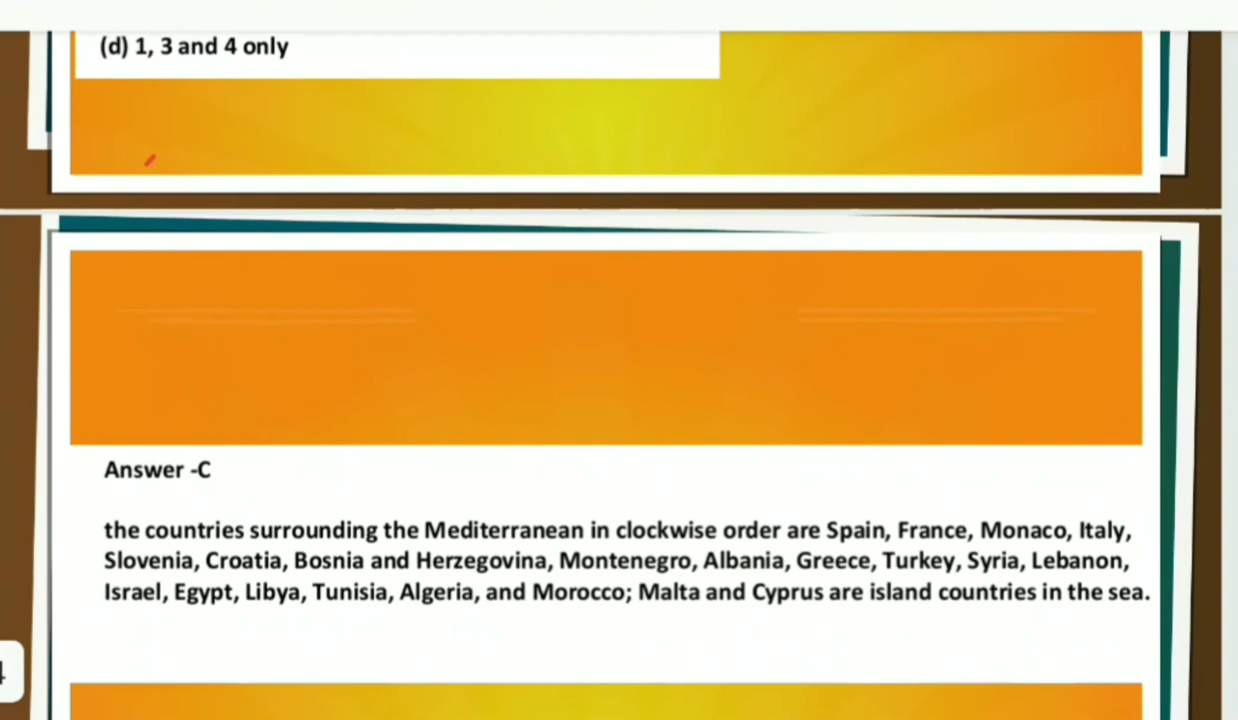 (d) 1, 3 and 4 only
Answer -C
the countries surrounding the Mediterranean in clockwise order are Spain, France, Monaco, Italy,
Slovenia, Croatia, Bosnia and Herzegovina, Montenegro, Albania, Greece, Turkey, Syria, Lebanon,
Israel, Egypt, Libya, Tunisia, Algeria, and Morocco; Malta and Cyprus are island countries in the sea.